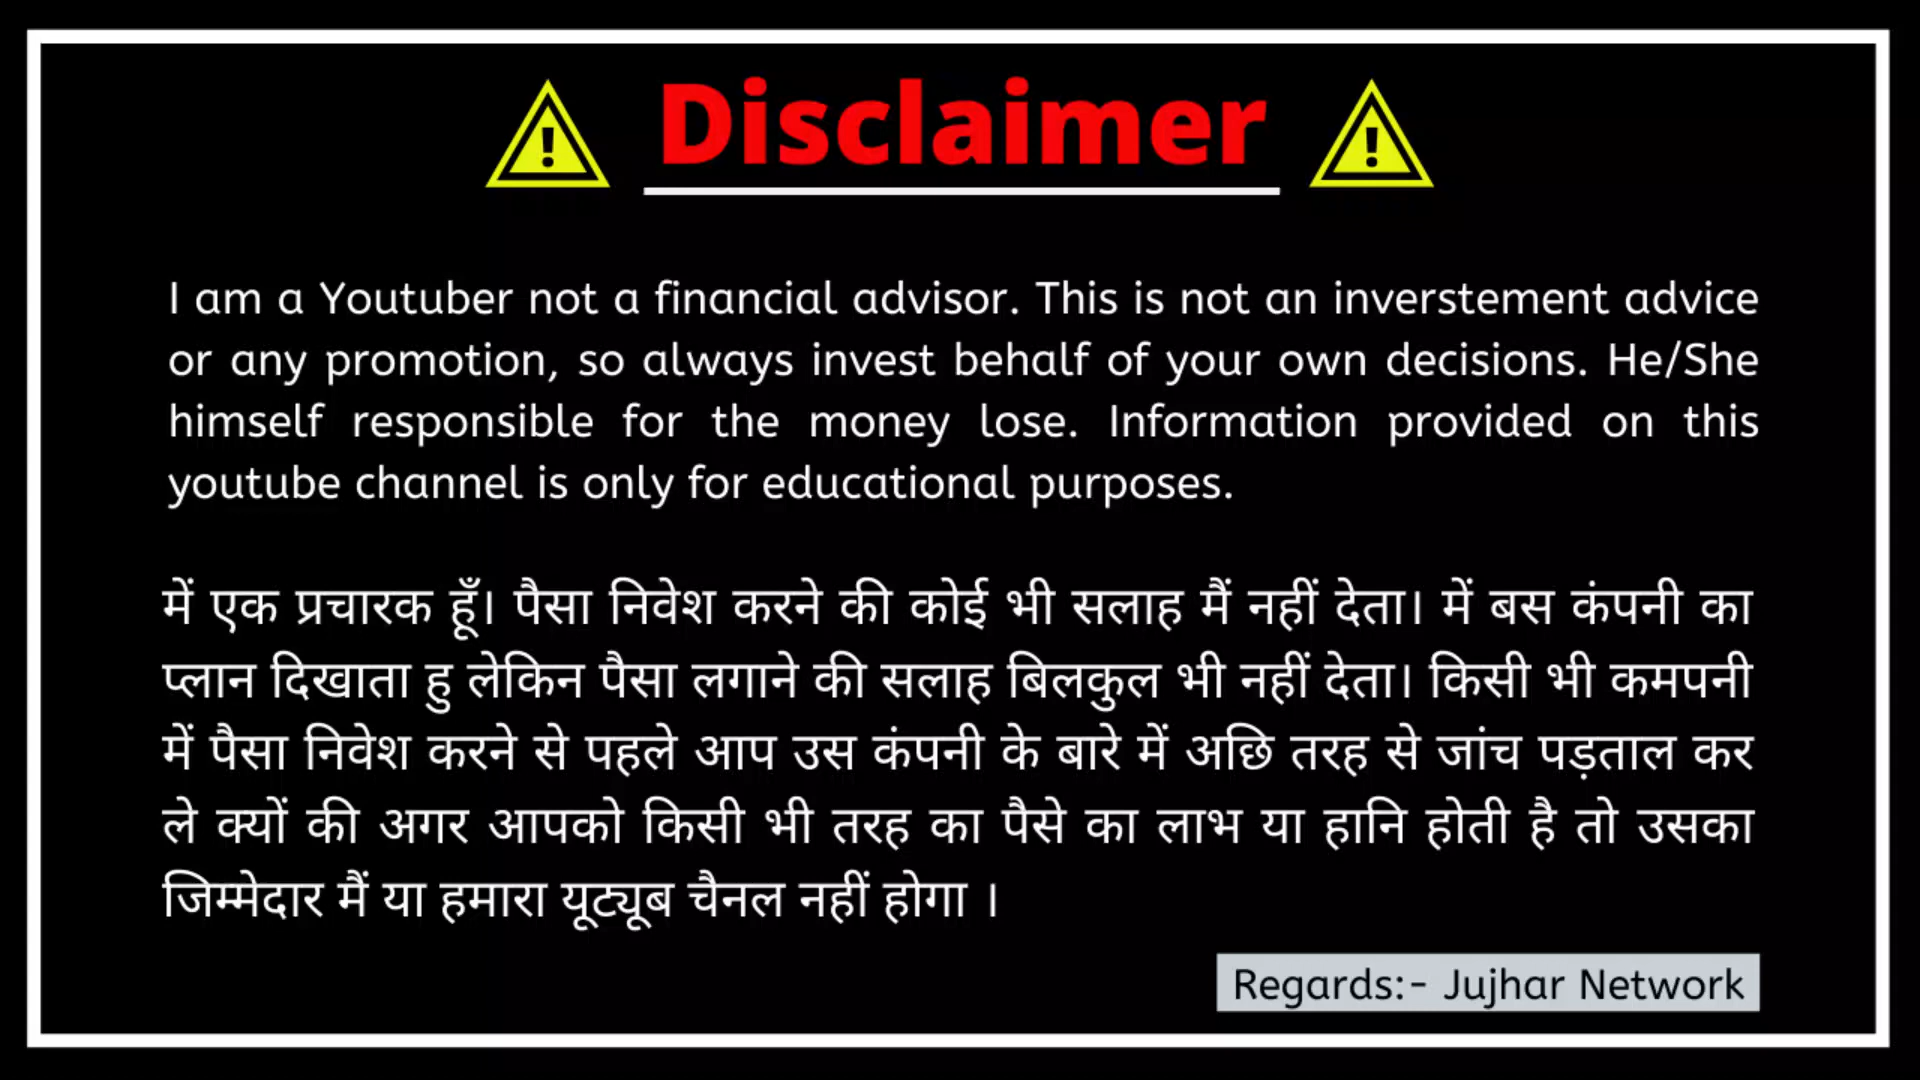 Disclaimer
I am a Youtuber not a financial advisor. This is not an inverstement advice
or any promotion, so always invest behalf of your own decisions. He/She
himself responsible for the money lose. Information provided on this
youtube channel is only for educational purposes.
में एक प्रचारक हूँ। पैसा निवेश करने की कोई भी सलाह मैं नहीं देता। में बस कंपनी का
प्लान दिखाता हु लेकिन पैसा लगाने की सलाह बिलकुल भी नहीं देता। किसी भी कमपनी
में पैसा निवेश करने से पहले आप उस कंपनी के बारे में अछि तरह से जांच पड़ताल कर
ले क्यों की अगर आपको किसी भी तरह का पैसे का लाभ या हानि होती है तो उसका
जिम्मेदार मैं या हमारा यूट्यूब चैनल नहीं होगा ।
Regards:- Jujhar Network